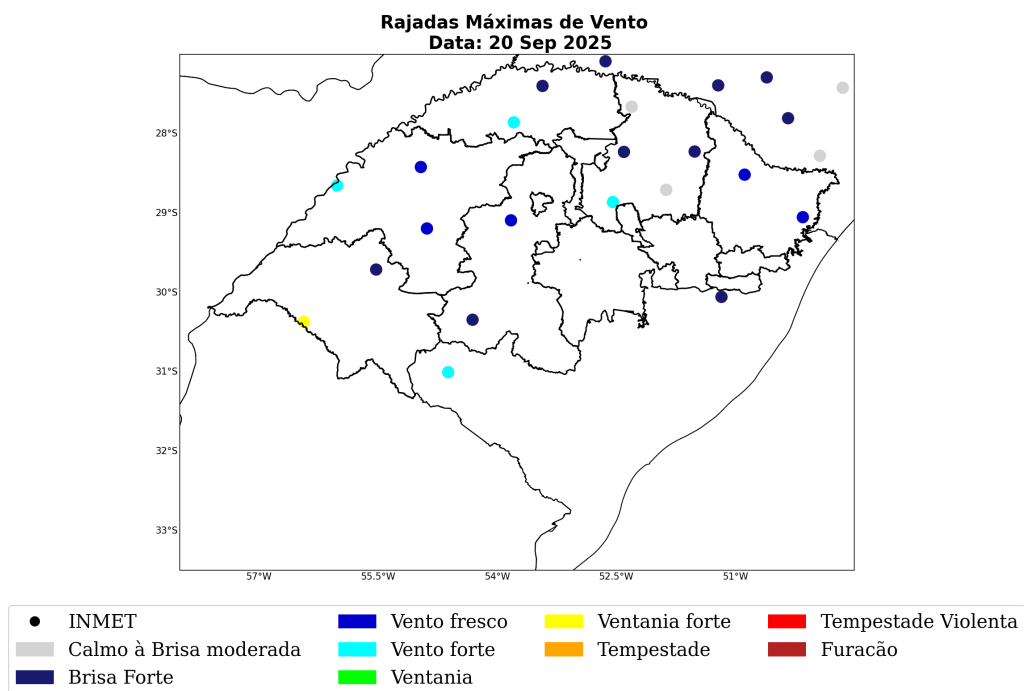 Rajadas Máximas de Vento
Data: 20 Sep 2025
28°S
29°S
30°S
31°S
32°S
33°S
57°W
55.5°W
54°W
52.5°W
51°W
INMET
Calmo à Brisa moderada
Brisa Forte
Vento fresco
Vento forte
Ventania
Ventania forte
Tempestade
Tempestade Violenta
Furacão